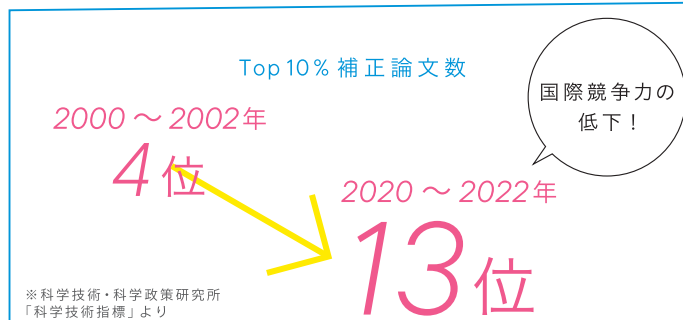 Top10% 補正論文数
国際競争力の
低下！
2000 〜 2002年
4位
2020 〜 2022年
13位
※科学技術・科学政策研究所
「科学技術指標」より